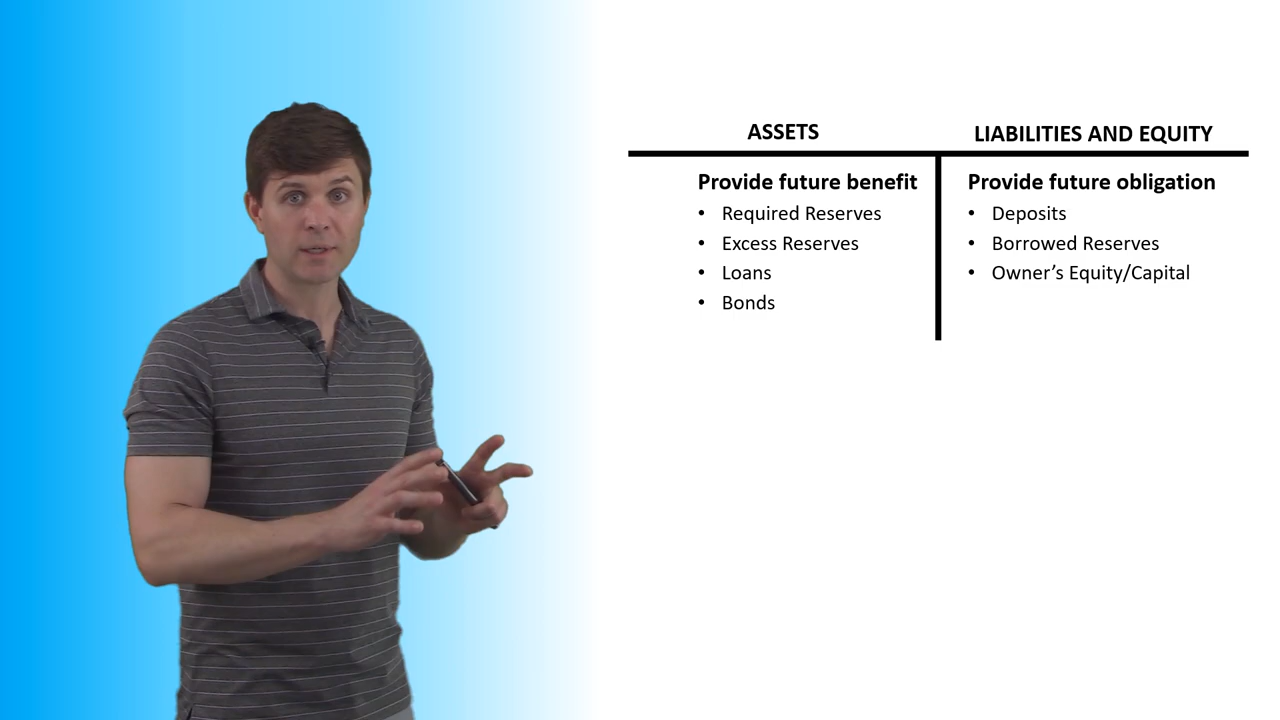 ASSETS
LIABILITIES AND EQUITY
Provide future benefit
• Required Reserves
• Excess Reserves
• Loans
• Bonds
Provide future obligation
• Deposits
• Borrowed Reserves
• Owner’s Equity/Capital